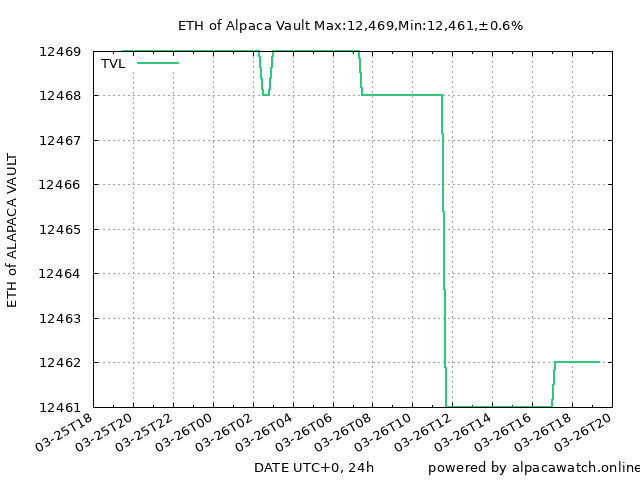 ETH of Alpaca Vault Max:12,469,Min:12,461,±0.6%
TVL
12469
12468
12467
12466
12465
12464
12463
12462
12461
ETH of ALAPACA VAULT
03-25T18
03-25T20
03-25T22
03-26T00
03-26T02
03-26T04
03-26T06
03-26T08
03-26T10
03-26T12
03-26T14
03-26T16
03-26T18
03-26T20
DATE UTC+0, 24h
powered by alpacawatch.online